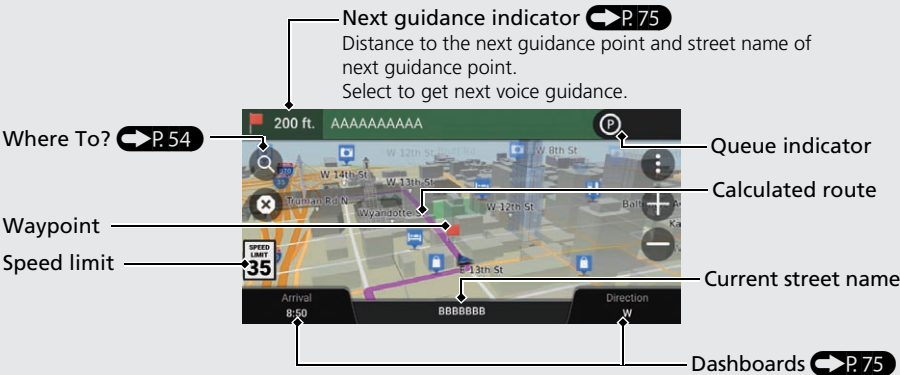 Next guidance indicator P. 75
Distance to the next guidance point and street name of
next guidance point.
Select to get next voice guidance.
Where To? P. 54
Waypoint
Speed limit
200 ft. AAAAAAAAAA
P
W 12th St
W 8th St
W 14th St
W 13th St
Truman Rd N
Wyandotte S
W 12th St
Balt
Ka
E 13th St
SPEED
LIMIT
35
Arrival
8:50
BBBBBBB
Direction
W
Queue indicator
Calculated route
Current street name
Dashboards P. 75